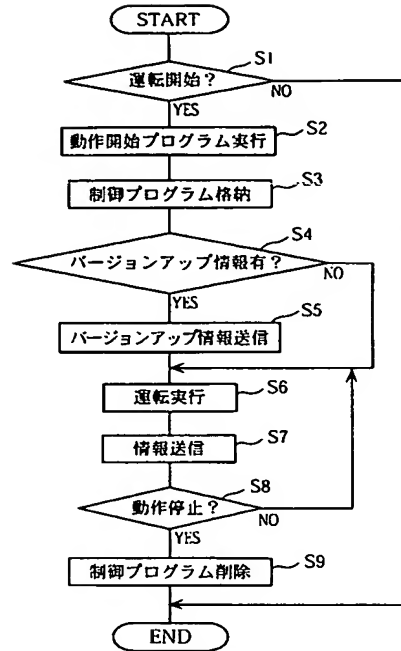 START
S1
運転開始?
NO
YES
S2
動作開始プログラム実行
S3
制御プログラム格納
S4
バージョンアップ情報有?
NO
YES
S5
バージョンアップ情報送信
S6
運転実行
S7
情報送信
S8
動作停止?
NO
YES
S9
制御プログラム削除
END